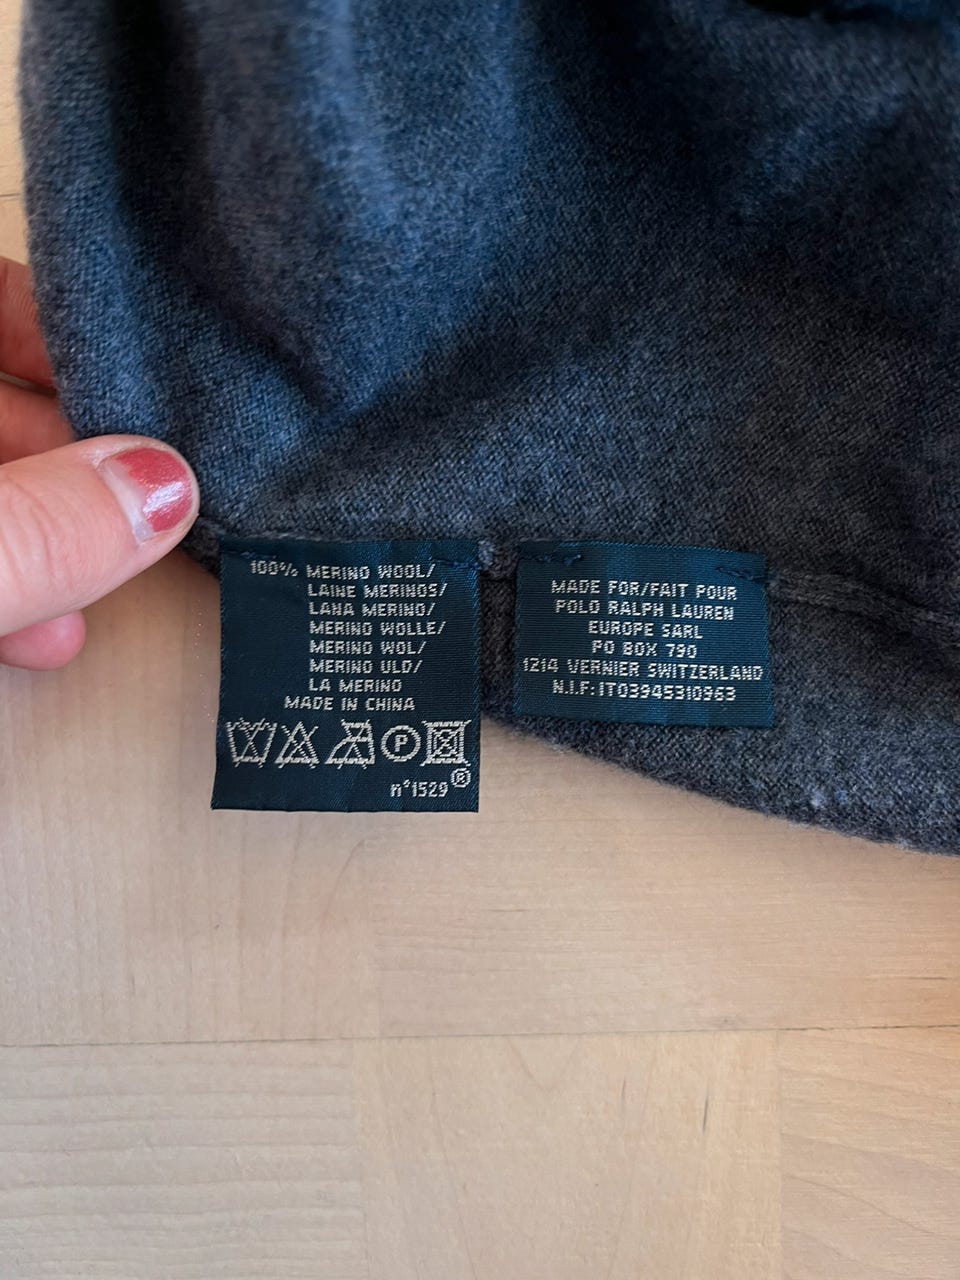 100% MERINO WOOL/
LAINE MERINOS/
LANA MERINO/
MERINO WOLLE/
MERINO WOL/
MERINO ULD/
LA MERINO
MADE IN CHINA
P
n°1529®
MADE FOR/FAIT POUR
POLO RALPH LAUREN
EUROPE SARL
PO BOX 790
1214 VERNIER SWITZERLAND
N.I.F:IT03945310963